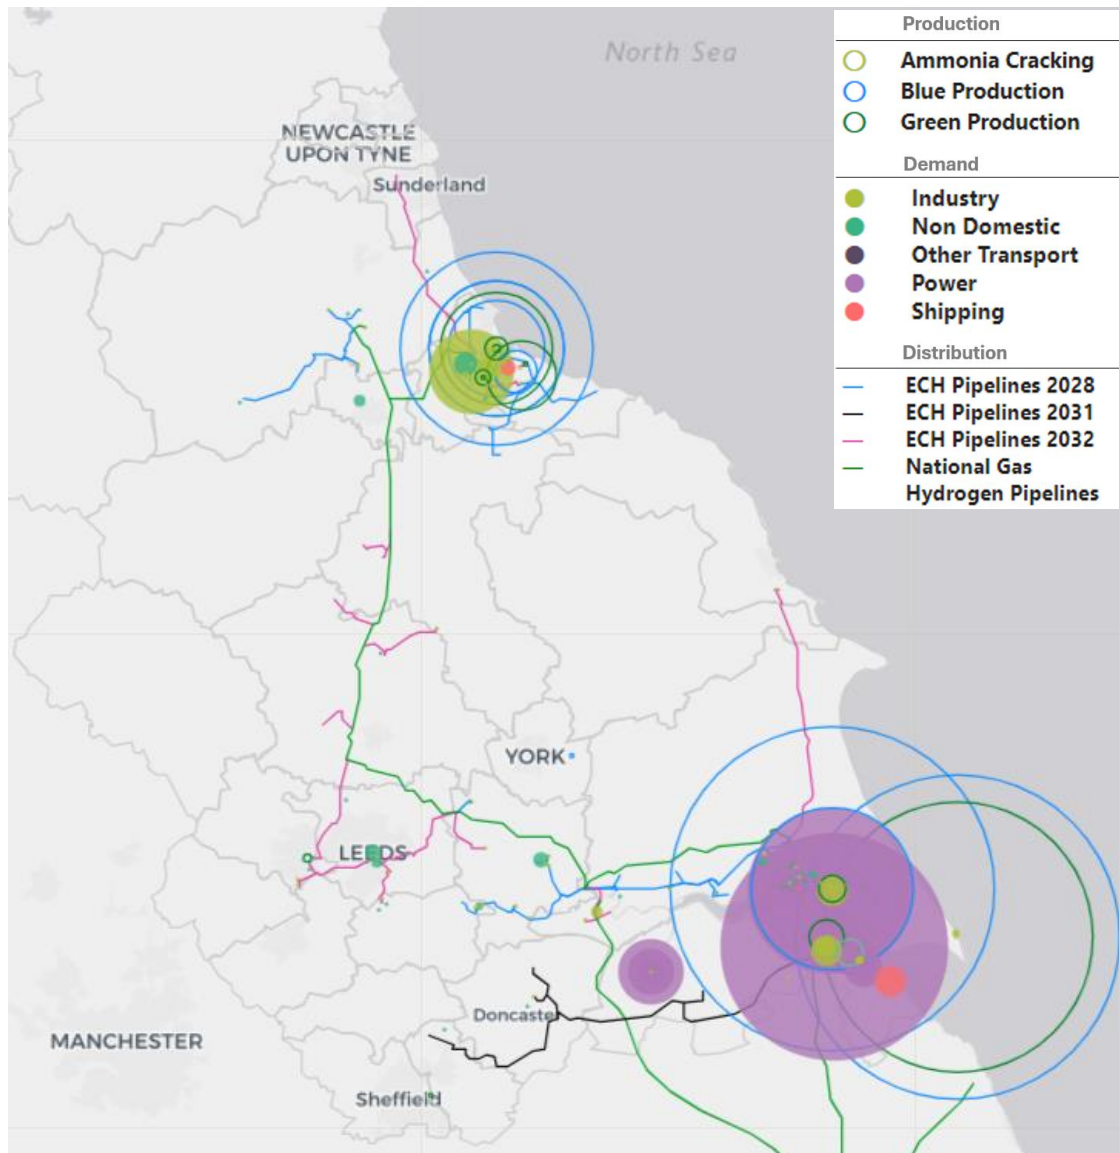 North Sea
NEWCASTLE
UPON TYNE
Sunderland
YORK
LEEDS
Doncaster
MANCHESTER
Sheffield
Production
Ammonia Cracking
Blue Production
Green Production
Demand
Industry
Non Domestic
Other Transport
Power
Shipping
Distribution
ECH Pipelines 2028
ECH Pipelines 2031
ECH Pipelines 2032
National Gas
Hydrogen Pipelines